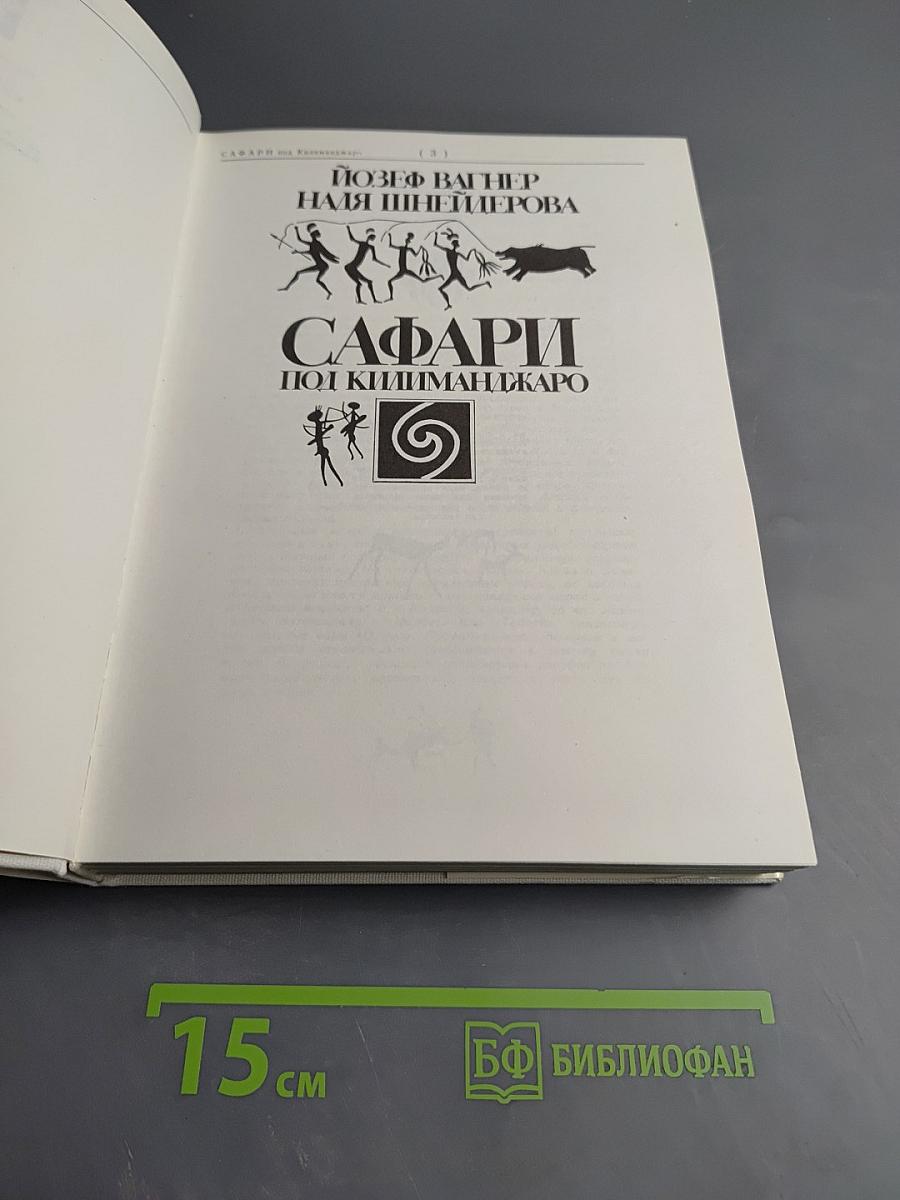 САФАРИ под Килиманджаро (3)
ЙОЗЕФ ВАГНЕР
НАДЯ ШНЕЙДЕРОВА
САФАРИ
ПОД КИЛИМАНДЖАРО
15 СМ
БФ БИБЛИОФАН